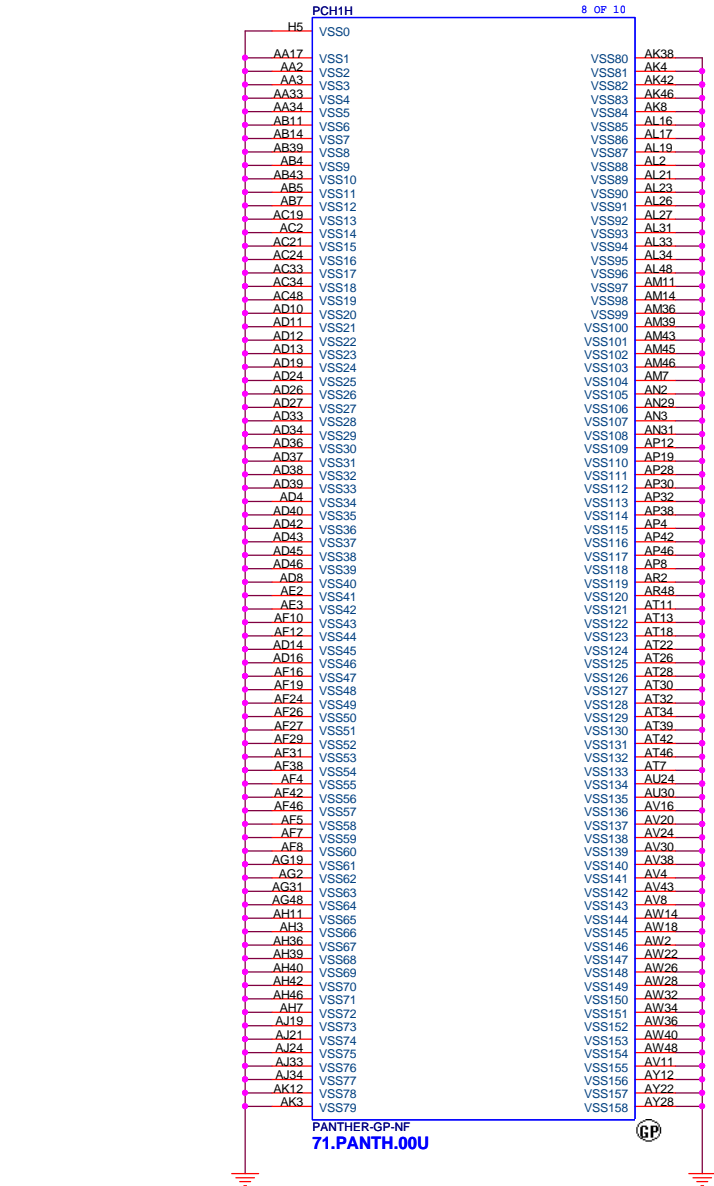 PCH1H 8 OF 10
H5 VSS0
AA17 VSS1 VSS80 AK38
AA2 VSS2 VSS81 AK4
AA3 VSS3 VSS82 AK42
AA33 VSS4 VSS83 AK46
AA34 VSS5 VSS84 AK8
AB11 VSS6 VSS85 AL16
AB14 VSS7 VSS86 AL17
AB39 VSS8 VSS87 AL19
AB4 VSS9 VSS88 AL2
AB43 VSS10 VSS89 AL21
AB5 VSS11 VSS90 AL23
AB7 VSS12 VSS91 AL26
AC19 VSS13 VSS92 AL27
AC2 VSS14 VSS93 AL31
AC21 VSS15 VSS94 AL33
AC24 VSS16 VSS95 AL34
AC33 VSS17 VSS96 AL48
AC34 VSS18 VSS97 AM11
AC48 VSS19 VSS98 AM14
AD10 VSS20 VSS99 AM36
AD11 VSS21 VSS100 AM39
AD12 VSS22 VSS101 AM43
AD13 VSS23 VSS102 AM45
AD19 VSS24 VSS103 AM46
AD24 VSS25 VSS104 AM7
AD26 VSS26 VSS105 AN2
AD27 VSS27 VSS106 AN29
AD33 VSS28 VSS107 AN3
AD34 VSS29 VSS108 AN31
AD36 VSS30 VSS109 AP12
AD37 VSS31 VSS110 AP19
AD38 VSS32 VSS111 AP28
AD39 VSS33 VSS112 AP30
AD4 VSS34 VSS113 AP32
AD40 VSS35 VSS114 AP38
AD42 VSS36 VSS115 AP4
AD43 VSS37 VSS116 AP42
AD45 VSS38 VSS117 AP46
AD46 VSS39 VSS118 AP8
AD8 VSS40 VSS119 AR2
AE2 VSS41 VSS120 AR48
AE3 VSS42 VSS121 AT11
AF10 VSS43 VSS122 AT13
AF12 VSS44 VSS123 AT18
AD14 VSS45 VSS124 AT22
AD16 VSS46 VSS125 AT26
AF16 VSS47 VSS126 AT28
AF19 VSS48 VSS127 AT30
AF24 VSS49 VSS128 AT32
AF26 VSS50 VSS129 AT34
AF27 VSS51 VSS130 AT39
AF29 VSS52 VSS131 AT42
AF31 VSS53 VSS132 AT46
AF38 VSS54 VSS133 AT7
AF4 VSS55 VSS134 AU24
AF42 VSS56 VSS135 AU30
AF46 VSS57 VSS136 AV16
AF5 VSS58 VSS137 AV20
AF7 VSS59 VSS138 AV24
AF8 VSS60 VSS139 AV30
AG19 VSS61 VSS140 AV38
AG2 VSS62 VSS141 AV4
AG31 VSS63 VSS142 AV43
AG48 VSS64 VSS143 AV8
AH11 VSS65 VSS144 AW14
AH3 VSS66 VSS145 AW18
AH36 VSS67 VSS146 AW2
AH39 VSS68 VSS147 AW22
AH40 VSS69 VSS148 AW26
AH42 VSS70 VSS149 AW28
AH46 VSS71 VSS150 AW32
AH7 VSS72 VSS151 AW34
AJ19 VSS73 VSS152 AW36
AJ21 VSS74 VSS153 AW40
AJ24 VSS75 VSS154 AW48
AJ33 VSS76 VSS155 AV11
AJ34 VSS77 VSS156 AY12
AK12 VSS78 VSS157 AY22
AK3 VSS79 VSS158 AY28
PANTHER-GP-NF GP
71.PANTH.00U